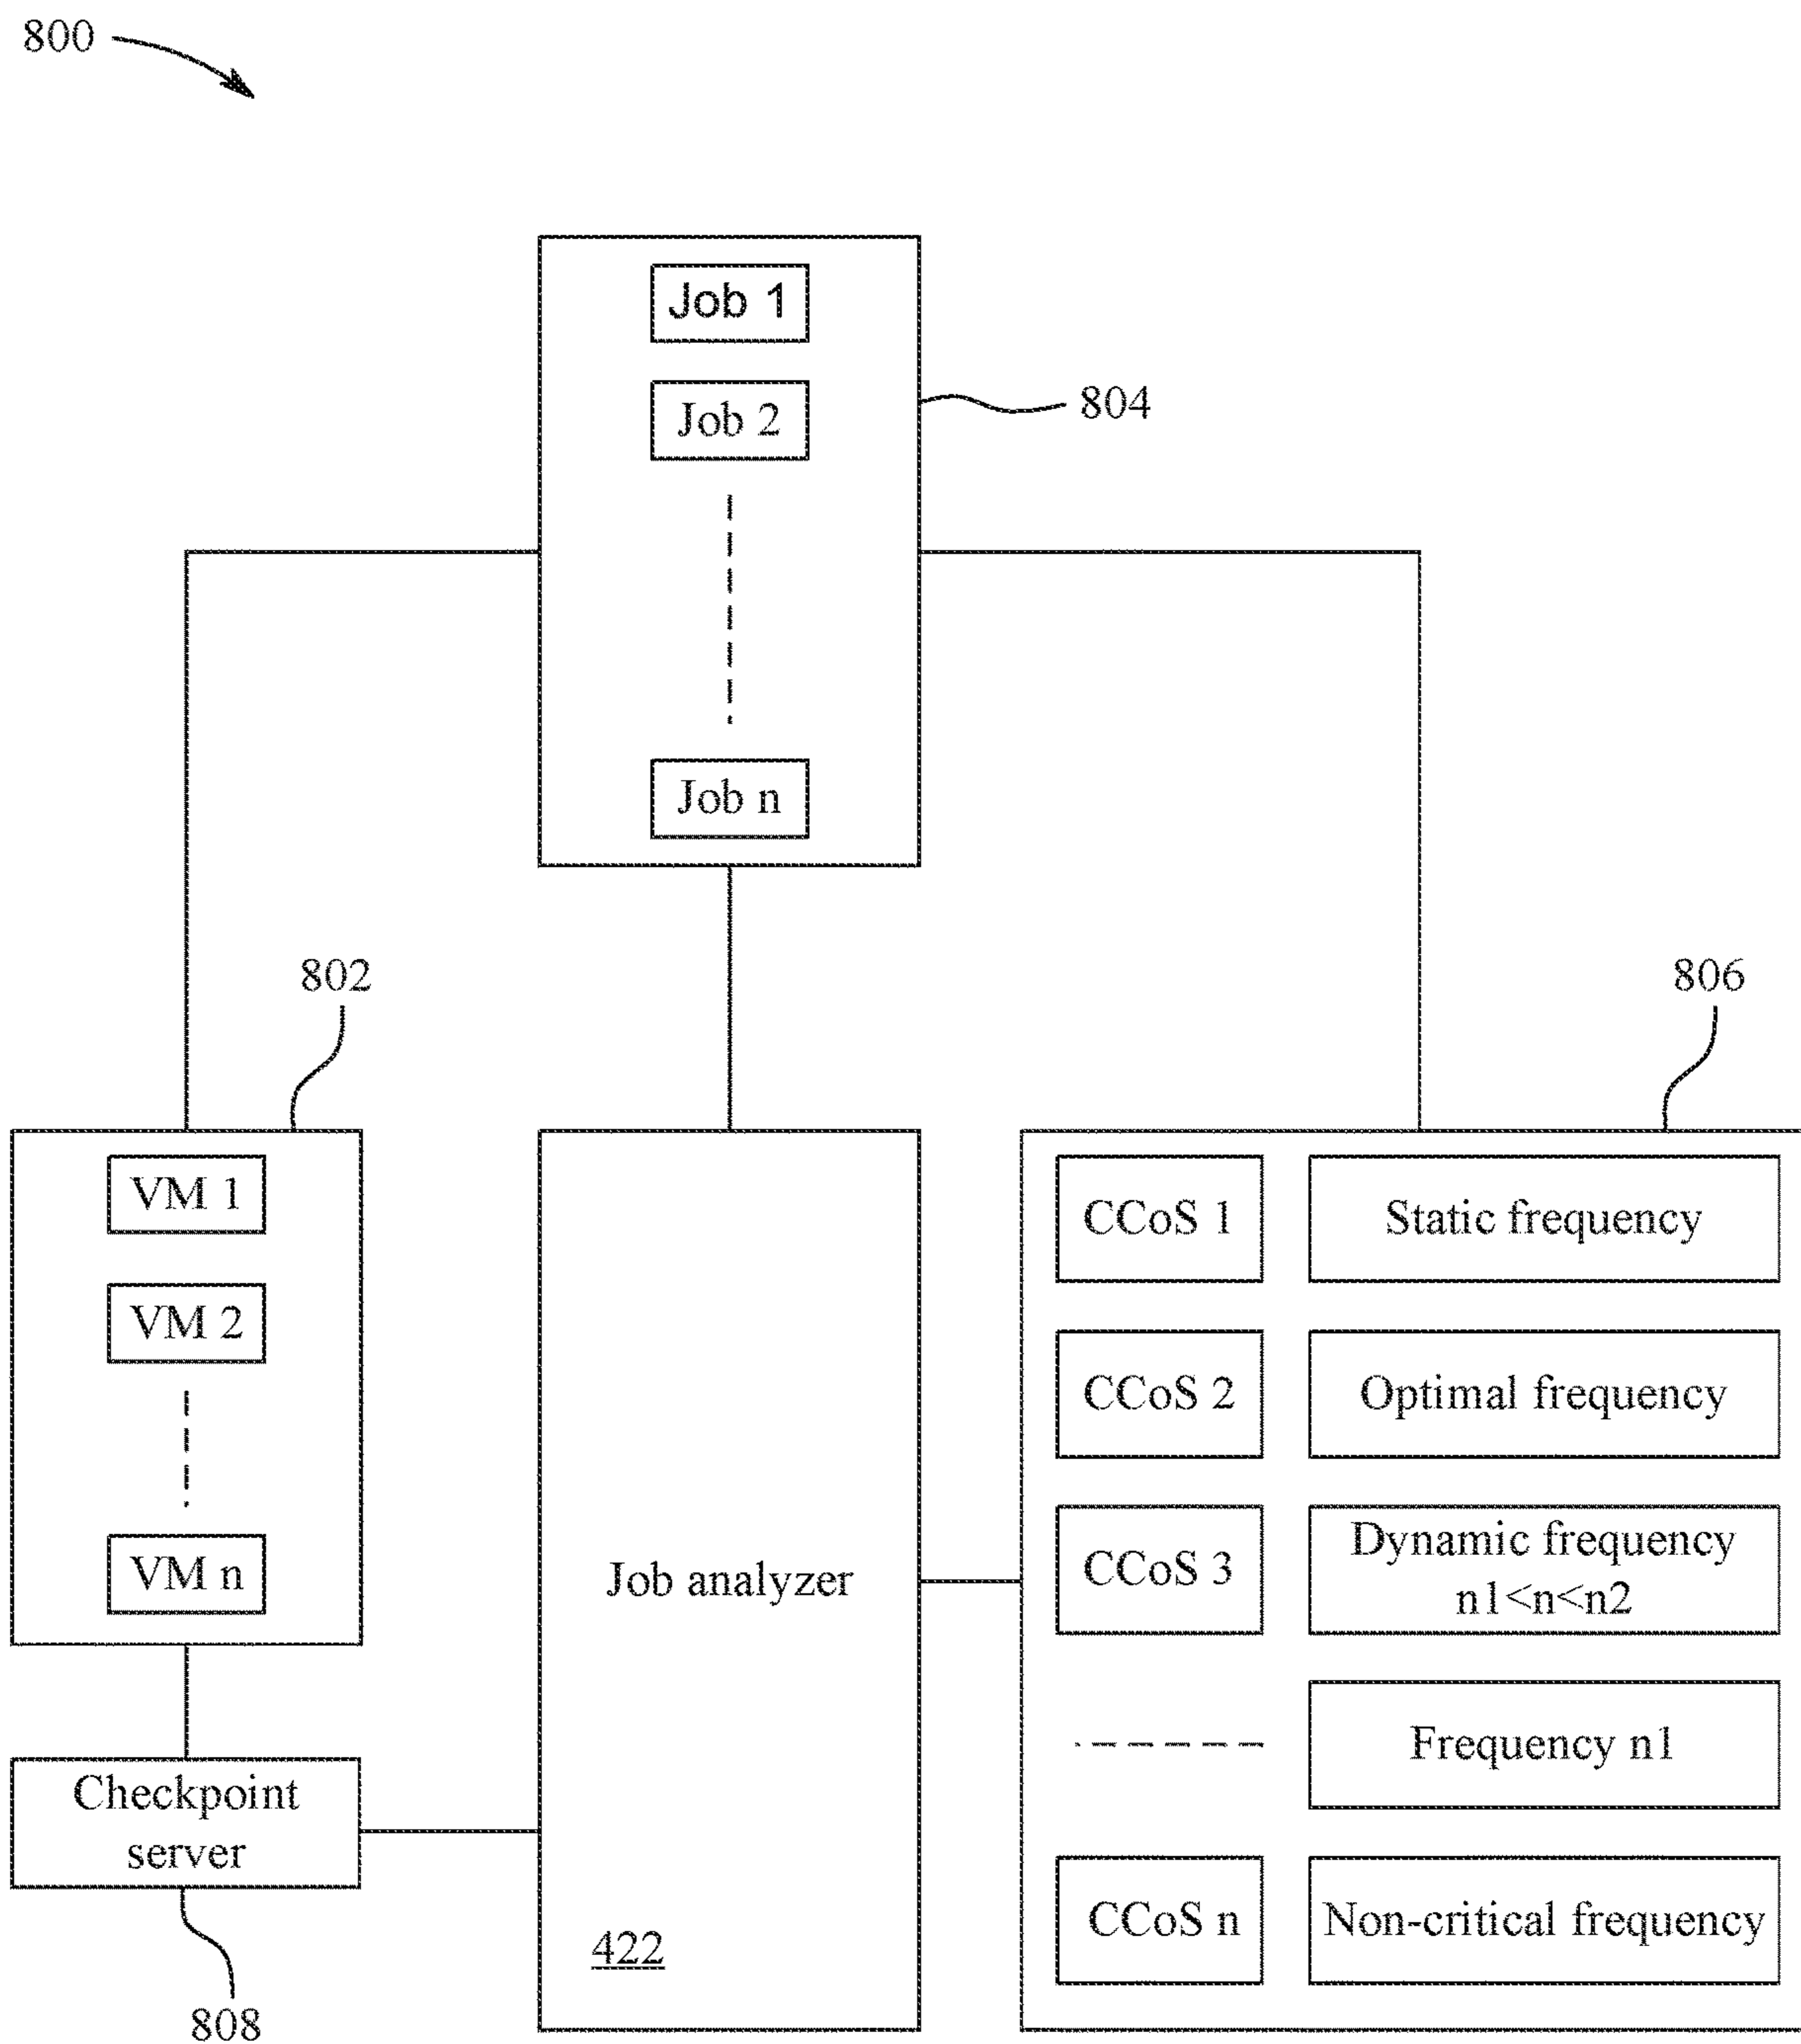 800
Job 1
Job 2
804
Job n
802
806
VM 1
VM 2
VM n
Checkpoint
server
808
Job analyzer
422
CCoS 1
Static frequency
CCoS 2
Optimal frequency
CCoS 3
Dynamic frequency
n1<n<n2
Frequency n1
CCoS n
Non-critical frequency